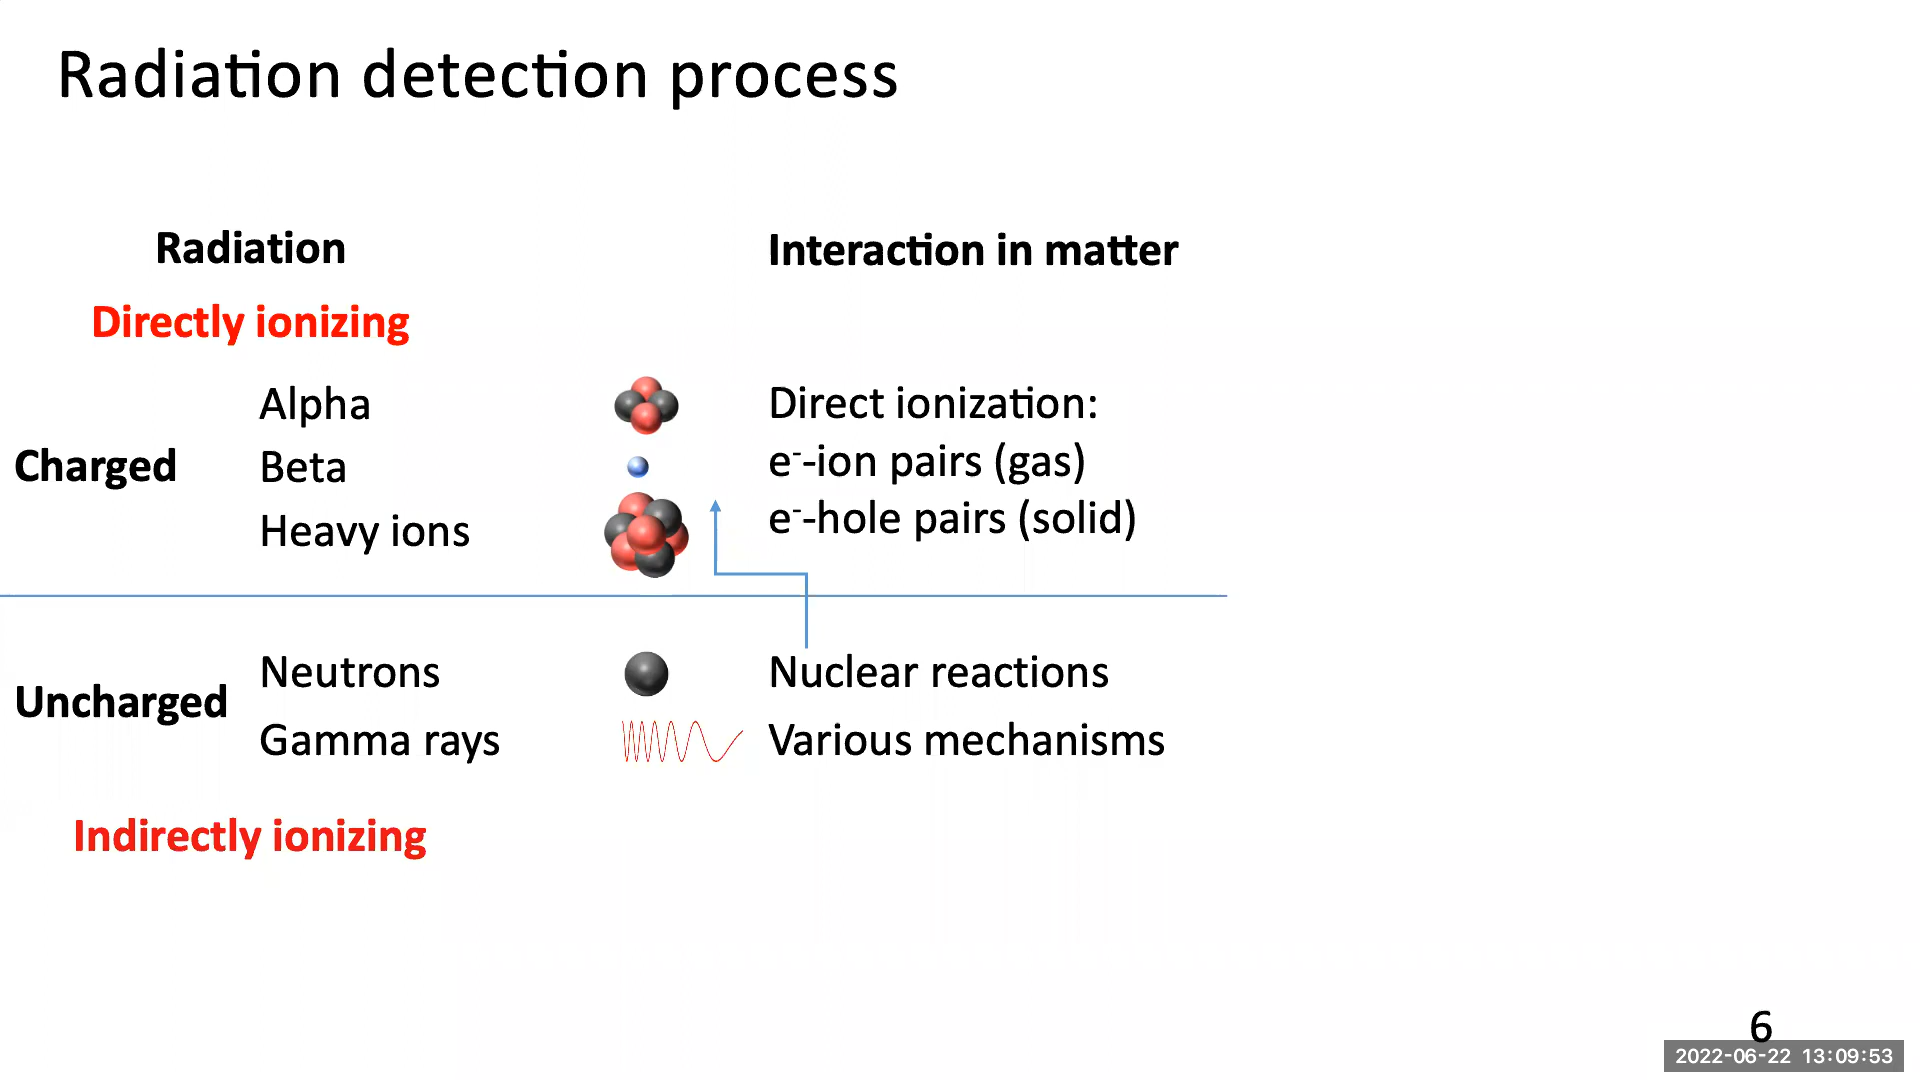 Radiation detection process
Radiation
Interaction in matter
Directly ionizing
Alpha
Direct ionization:
Charged
Beta
e⁻-ion pairs (gas)
Heavy ions
e⁻-hole pairs (solid)
Uncharged
Neutrons
Nuclear reactions
Gamma rays
Various mechanisms
Indirectly ionizing
6
2022-06-22 13:09:53